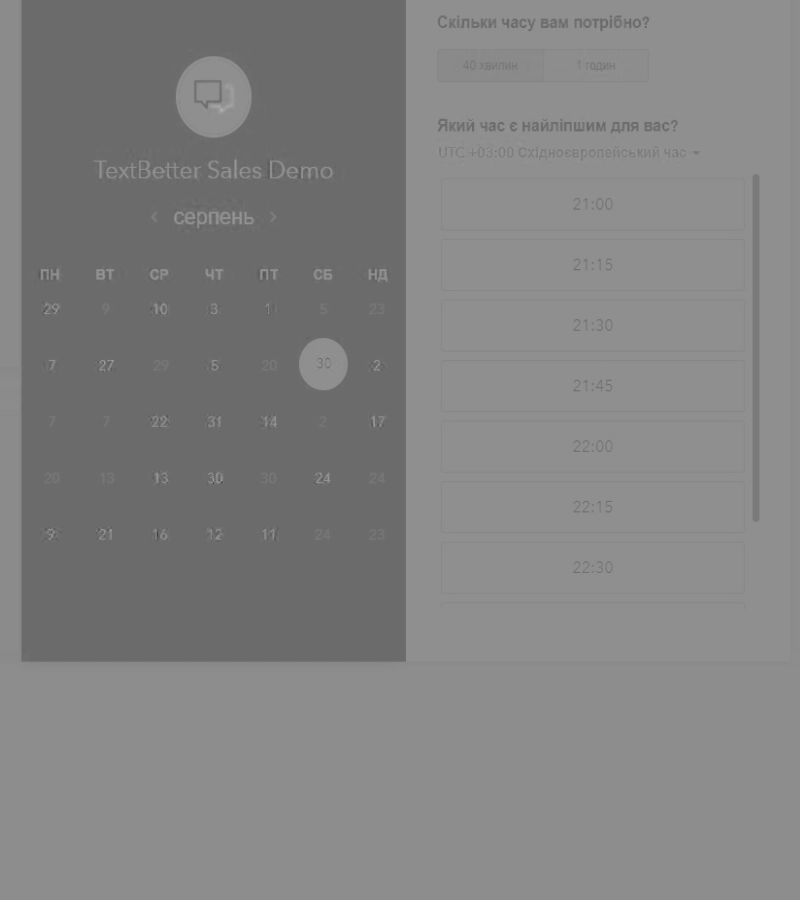 TextBetter Sales Demo
серпень
ПН ВТ СР ЧТ ПТ СБ НД
29 9 10 3 1 5 23
7 27 29 5 20 30 2
7 7 22 31 14 2 17
20 13 13 30 30 24 24
9 21 16 12 11 24 23
Скільки часу вам потрібно?
40 хвилин 1 годин
Який час є найліпшим для вас?
UTC +03:00 Східноєвропейський час
21:00
21:15
21:30
21:45
22:00
22:15
22:30